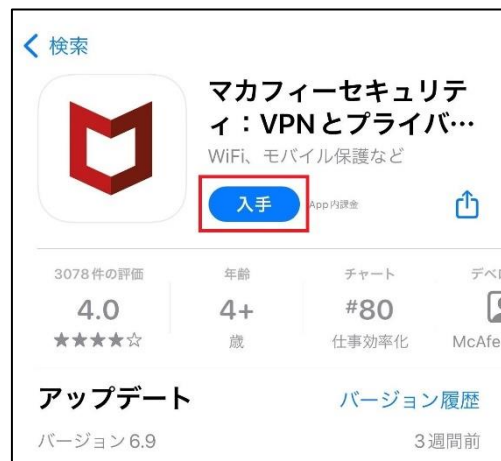 検索
マカフィーセキュリテ
ィ：VPNとプライバ…
WiFi、モバイル保護など
入手
App内課金
3078件の評価
年齢
チャート
デベ
4.0
4+
#80
★★★★☆
歳
仕事効率化
McAfe
アップデート
バージョン履歴
バージョン 6.9
3週間前